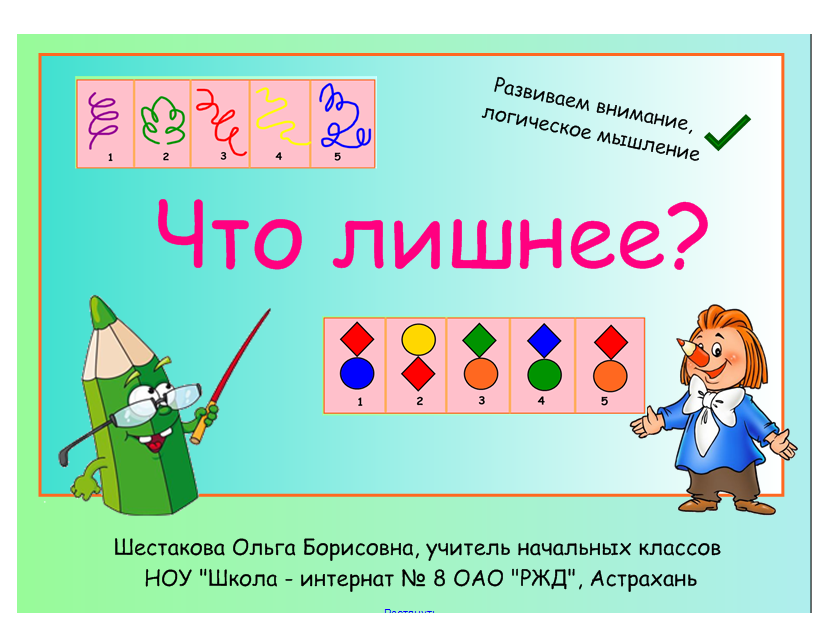 Развиваем внимание,
логическое мышление
1 2 3 4 5
Что лишнее?
1 2 3 4 5
Шестакова Ольга Борисовна, учитель начальных классов
НОУ "Школа - интернат № 8 ОАО "РЖД", Астрахань